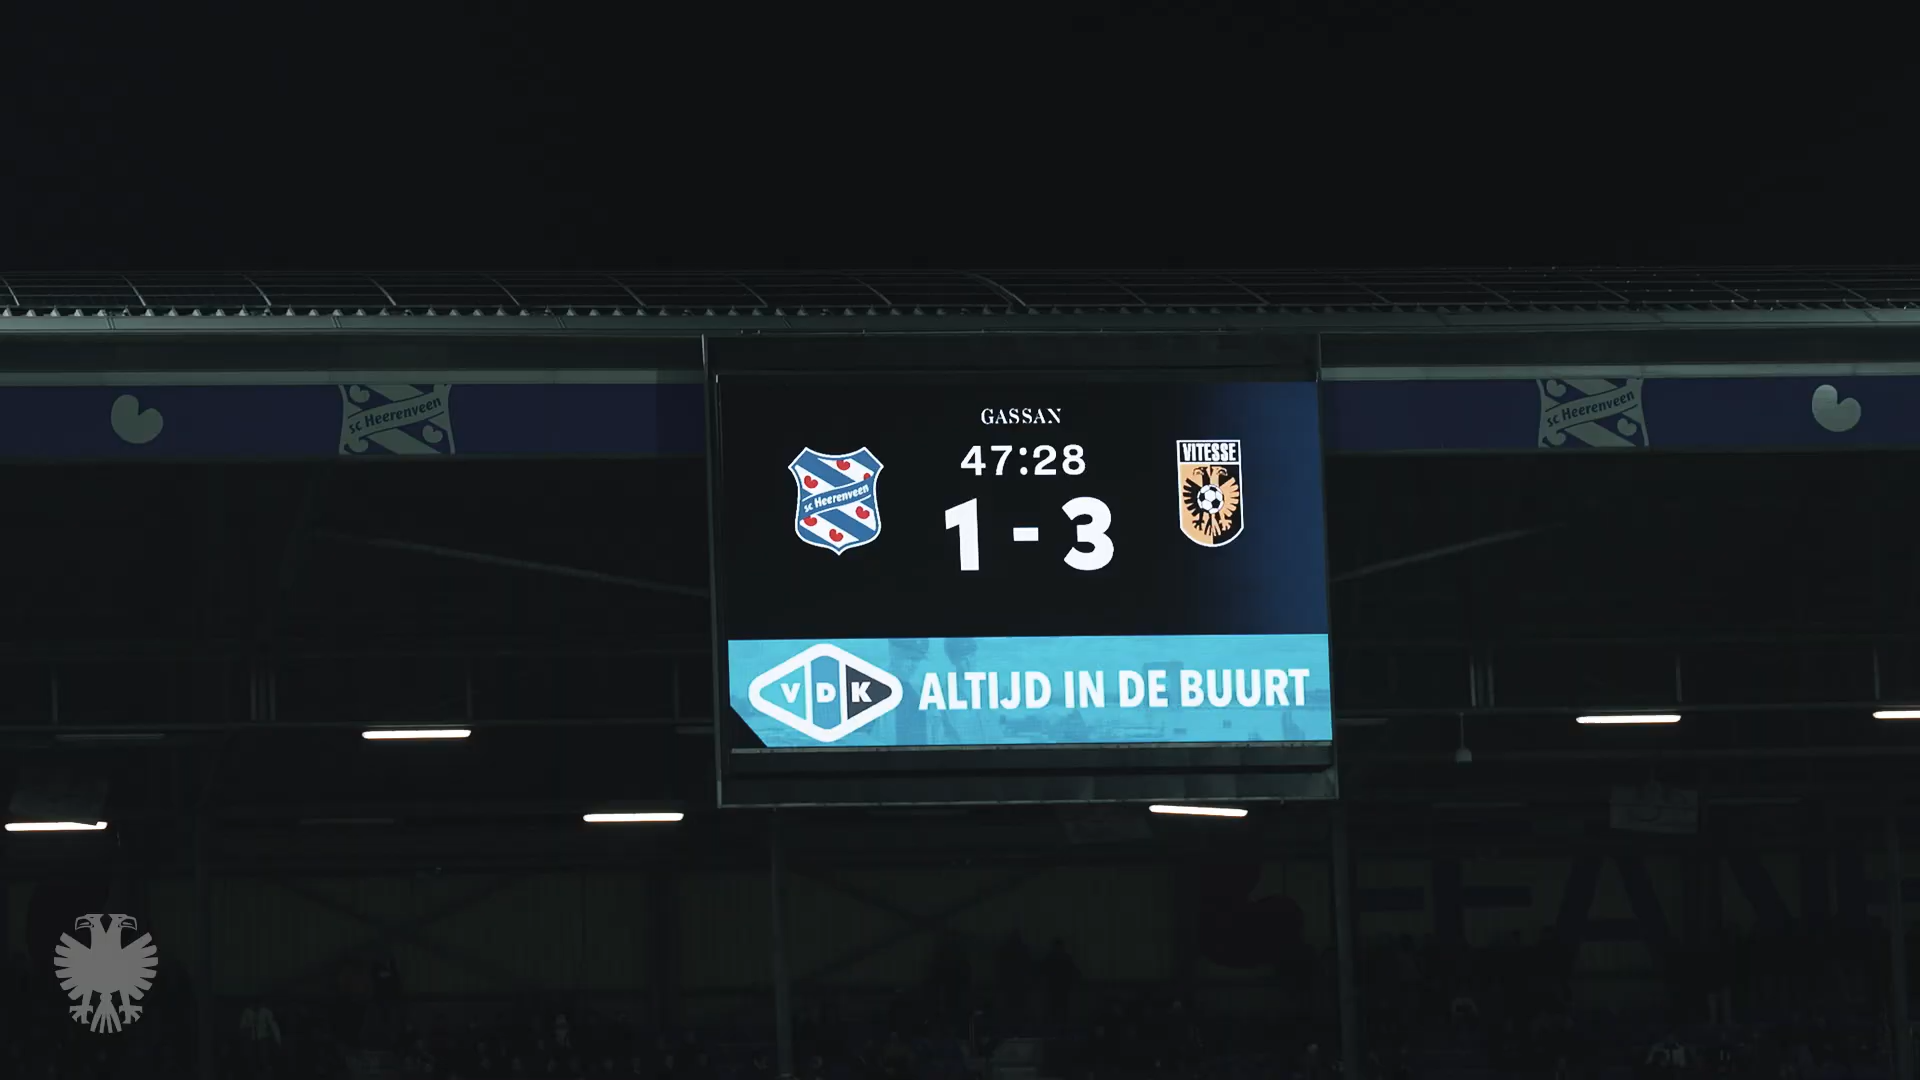 sc Heerenveen
sc Heerenveen
GASSAN
47:28
1 - 3
sc Heerenveen
VITESSE
VDK
ALTIJD IN DE BUURT